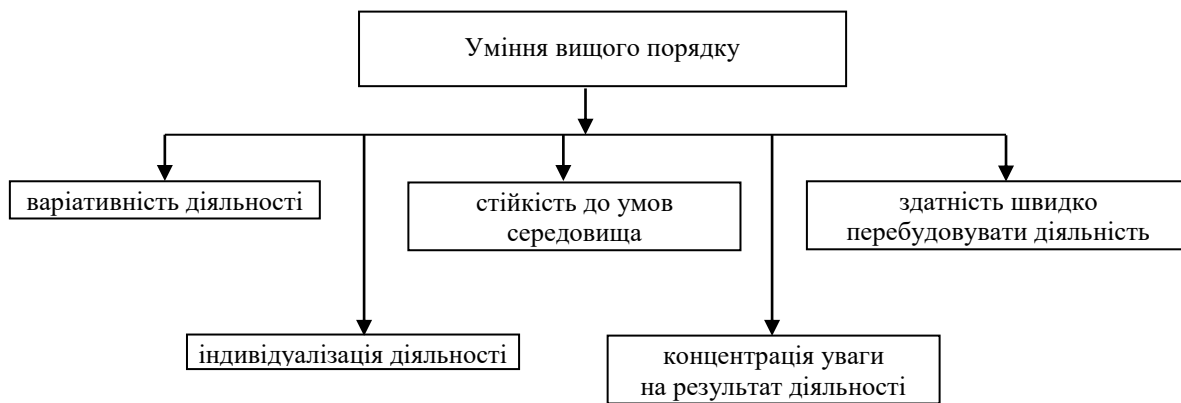 Уміння вищого порядку
варіативність діяльності
стійкість до умов
середовища
здатність швидко
перебудовувати діяльність
індивідуалізація діяльності
концентрація уваги
на результат діяльності